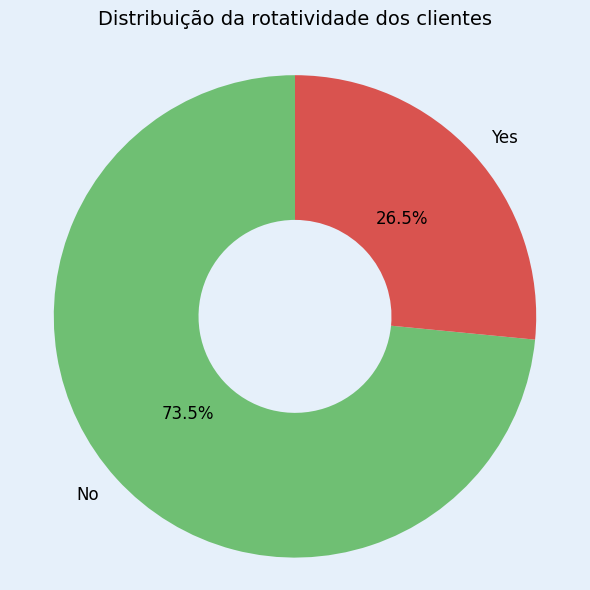 Distribuição da rotatividade dos clientes
Yes
26.5%
73.5%
No